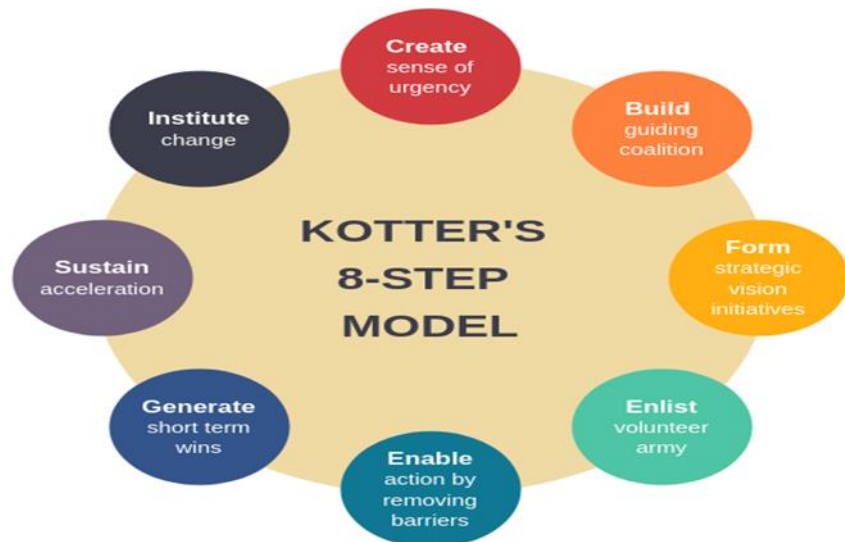 KOTTER'S
8-STEP
MODEL
Create
sense of
urgency
Build
guiding
coalition
Form
strategic
vision
initiatives
Enlist
volunteer
army
Enable
action by
removing
barriers
Generate
short term
wins
Sustain
acceleration
Institute
change